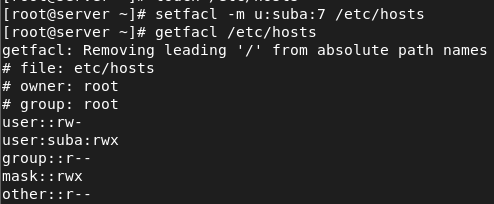 [root@server ~]# setfacl -m u:suba:7 /etc/hosts
[root@server ~]# getfacl /etc/hosts
getfacl: Removing leading '/' from absolute path names
# file: etc/hosts
# owner: root
# group: root
user::rw-
user:suba:rwx
group::r--
mask::rwx
other::r--